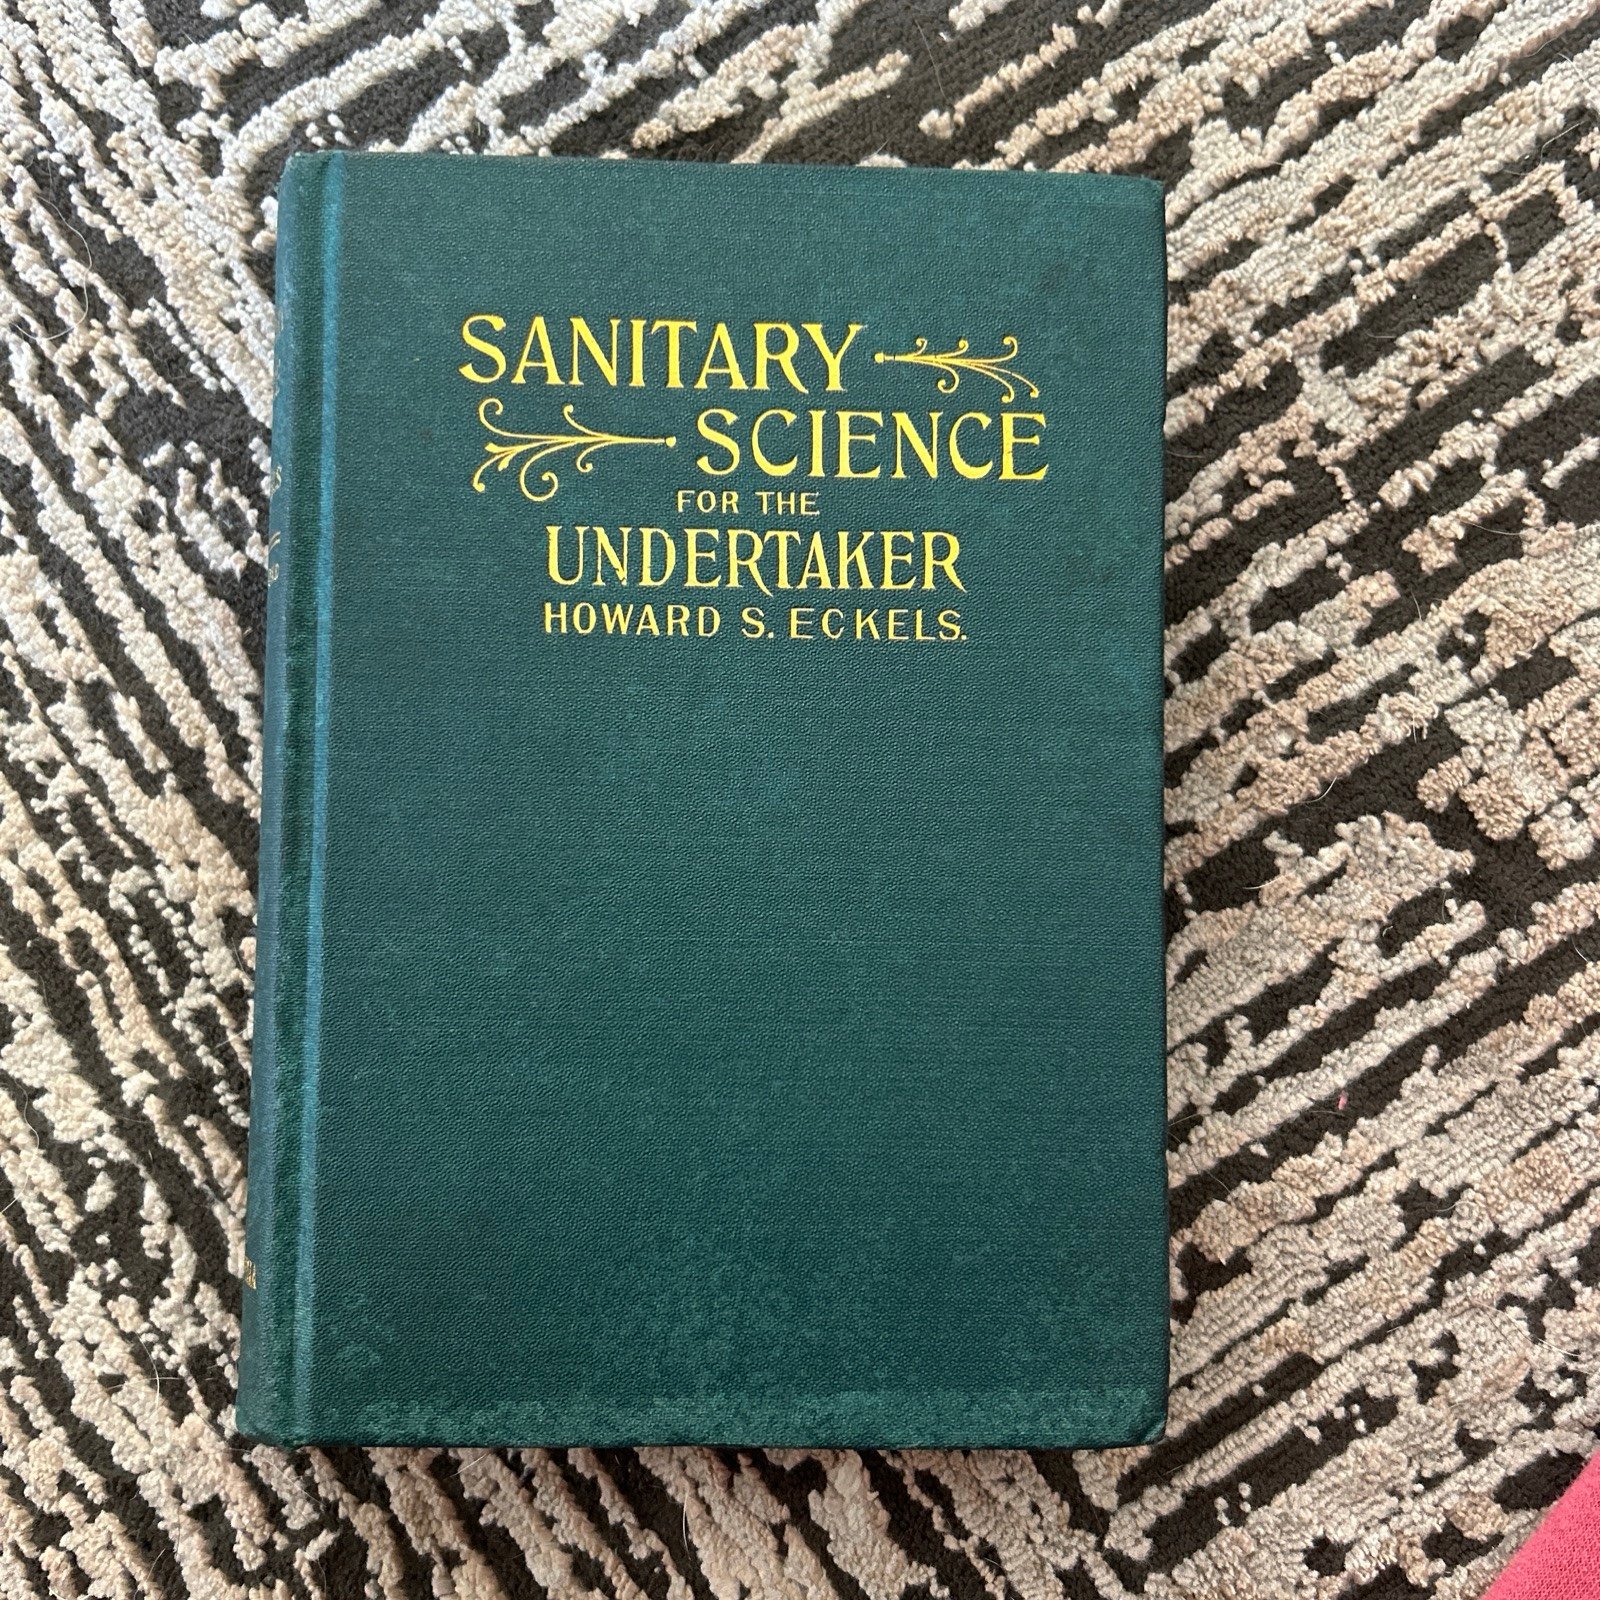 SANITARY
SCIENCE
FOR THE
UNDERTAKER
HOWARD S. ECKELS.